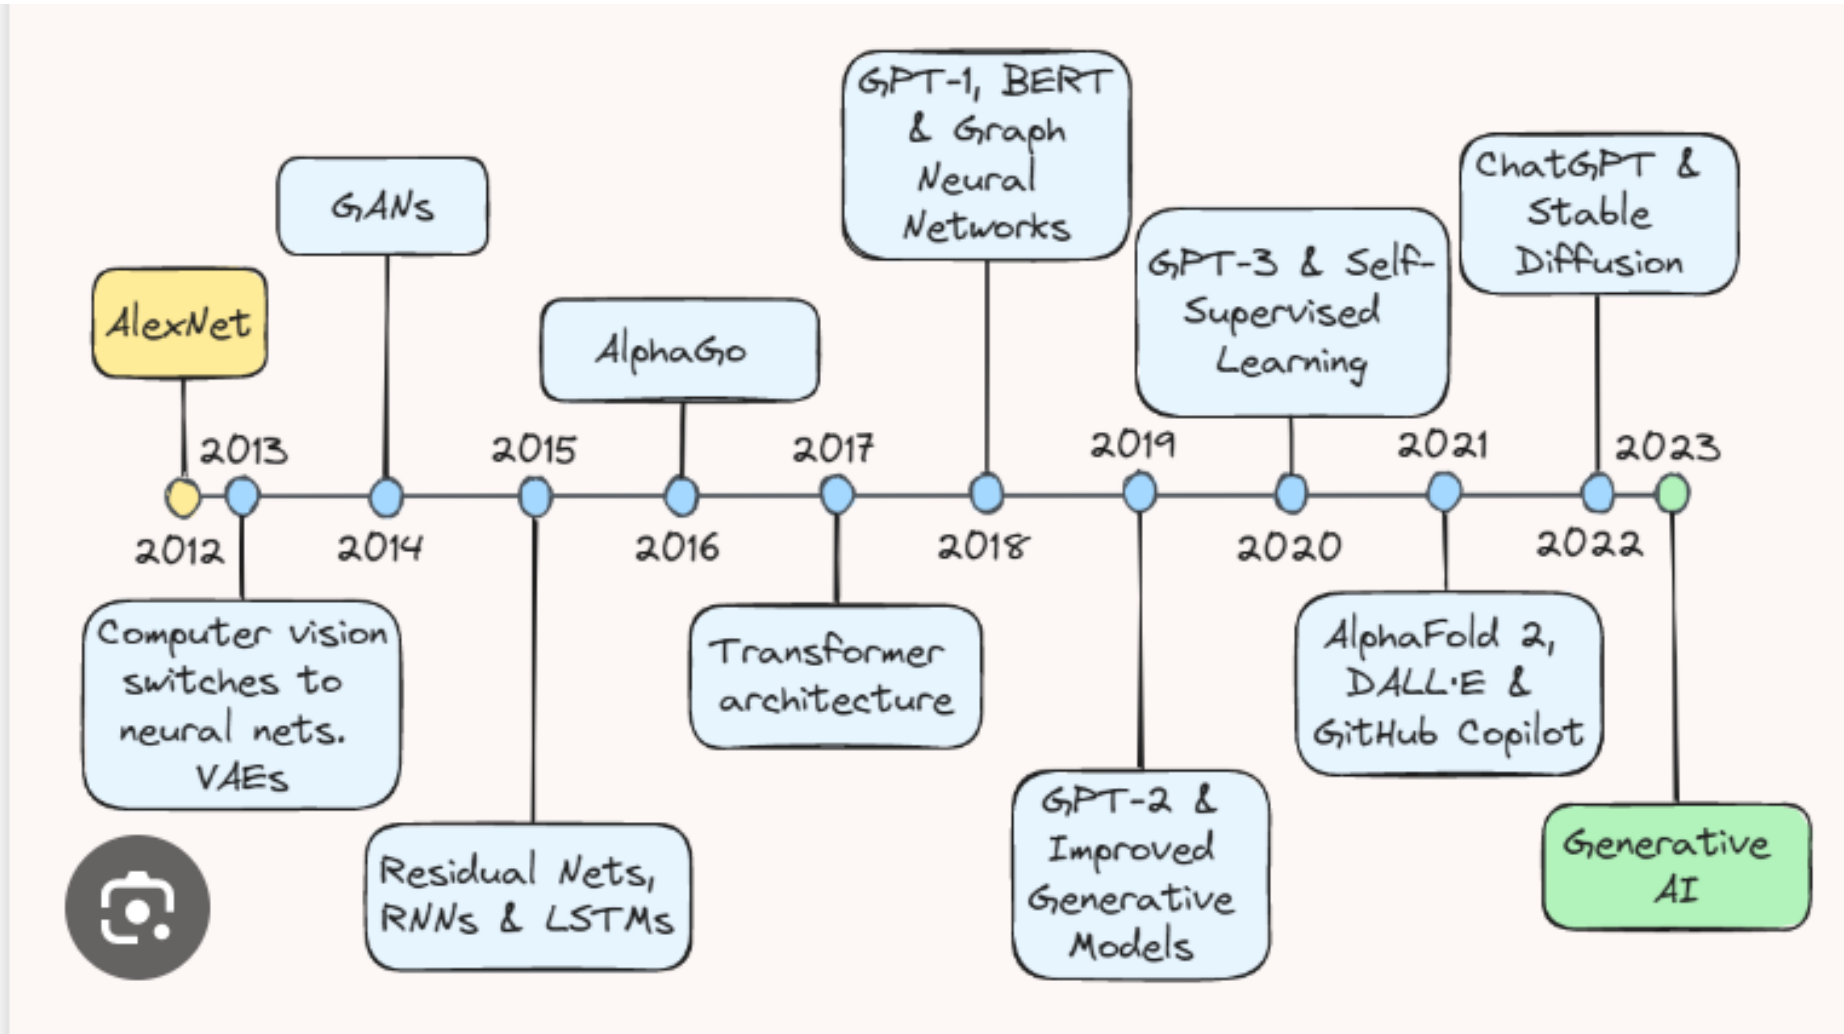 AlexNet
2012
2013
Computer vision
switches to
neural nets.
VAEs
GANs
2014
2015
Residual Nets,
RNNs & LSTMs
AlphaGo
2016
2017
Transformer
architecture
GPT-1, BERT
& Graph
Neural
Networks
2018
2019
GPT-2 &
Improved
Generative
Models
GPT-3 & Self-
Supervised
Learning
2020
2021
AlphaFold 2,
DALL·E &
GitHub Copilot
ChatGPT &
Stable
Diffusion
2022
2023
Generative
AI